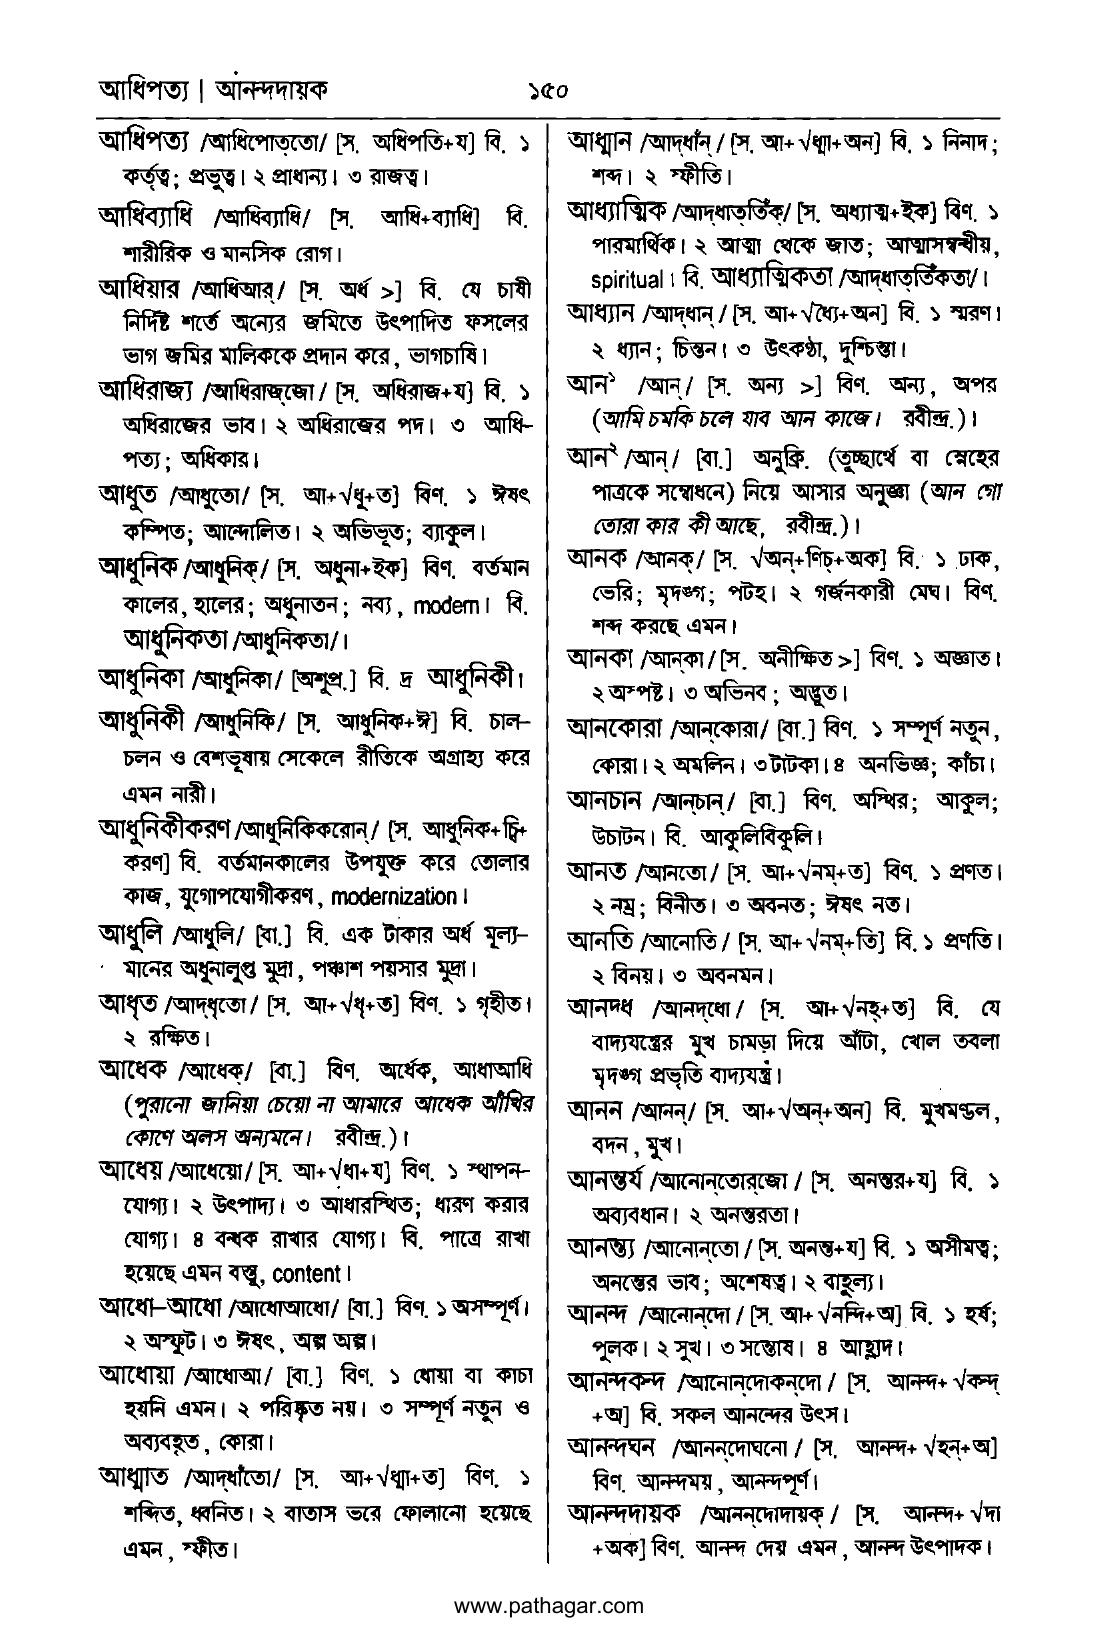 আধিপত্য | আনন্দদায়ক ১৫০
আধিপত্য /আধিপোত্‌তো/ [স. অধিপতি+য] বি. ১
কর্তৃত্ব; প্রভুত্ব। ২ প্রাধান্য। ৩ রাজত্ব।
আধিব্যাধি /আধিব্যাধি/ [স. আধি+ব্যাধি] বি.
শারীরিক ও মানসিক রোগ।
আধিয়ার /আধিআর্/ [স. অর্ধ >] বি. যে চাষী
নির্দিষ্ট শর্তে অন্যের জমিতে উৎপাদিত ফসলের
ভাগ জমির মালিককে প্রদান করে, ভাগচাষি।
আধিরাজ্য /আধিরাজ্‌জো/ [স. অধিরাজ+য] বি. ১
অধিরাজের ভাব। ২ অধিরাজের পদ। ৩ আধি-
পত্য; অধিকার।
আধুত /আধুতো/ [স. আ+√ধু+ত] বিণ. ১ ঈষৎ
কম্পিত; আন্দোলিত। ২ অভিভূত; ব্যাকুল।
আধুনিক /আধুনিক্/ [স. অধুনা+ইক] বিণ. বর্তমান
কালের, হালের; অধুনাতন; নব্য, modern। বি.
আধুনিকতা /আধুনিকতা/।
আধুনিকা /আধুনিকা/ [অশুপ্র.] বি. দ্র আধুনিকী।
আধুনিকী /আধুনিকি/ [স. আধুনিক+ঈ] বি. চাল-
চলন ও বেশভূষায় সেকেলে রীতিকে অগ্রাহ্য করে
এমন নারী।
আধুনিকীকরণ /আধুনিকিকরোন্/ [স. আধুনিক+চ্বি+
করণ] বি. বর্তমানকালের উপযুক্ত করে তোলার
কাজ, যুগোপযোগীকরণ, modernization।
আধুলি /আধুলি/ [বা.] বি. এক টাকার অর্ধ মূল্য-
মানের অধুনালুপ্ত মুদ্রা, পঞ্চাশ পয়সার মুদ্রা।
আধৃত /আদ্‌ধৃতো/ [স. আ+√ধৃ+ত] বিণ. ১ গৃহীত।
২ রক্ষিত।
আধেক /আধেক্/ [বা.] বিণ. অর্ধেক, আধাআধি
(পুরানো জানিয়া চেয়ো না আমারে আধেক আঁখির
কোণে অলস অন্যমনে। রবীন্দ্র.)।
আধেয় /আধেয়ো/ [স. আ+√ধা+য] বিণ. ১ স্থাপন-
যোগ্য। ২ উৎপাদ্য। ৩ আধারস্থিত; ধারণ করার
যোগ্য। ৪ বন্ধক রাখার যোগ্য। বি. পাত্রে রাখা
হয়েছে এমন বস্তু, content।
আধো-আধো /আধোআধো/ [বা.] বিণ. ১ অসম্পূর্ণ।
২ অস্ফুট। ৩ ঈষৎ, অল্প অল্প।
আধোয়া /আধোআ/ [বা.] বিণ. ১ ধোয়া বা কাচা
হয়নি এমন। ২ পরিষ্কৃত নয়। ৩ সম্পূর্ণ নতুন ও
অব্যবহৃত, কোরা।
আধ্মাত /আদ্‌ধাঁতো/ [স. আ+√ধ্মা+ত] বিণ. ১
শব্দিত, ধ্বনিত। ২ বাতাস ভরে ফোলানো হয়েছে
এমন, স্ফীত।
আধ্মান /আদ্‌ধাঁন্/ [স. আ+√ধ্মা+অন] বি. ১ নিনাদ;
শব্দ। ২ স্ফীতি।
আধ্যাত্মিক /আদ্‌ধাত্‌তিঁক/ [স. অধ্যাত্ম+ইক] বিণ. ১
পারমার্থিক। ২ আত্মা থেকে জাত; আত্মাসম্বন্ধীয়,
spiritual। বি. আধ্যাত্মিকতা /আদ্‌ধাত্‌তিঁকতা/।
আধ্যান /আদ্‌ধান্/ [স. আ+√ধ্যৈ+অন] বি. ১ স্মরণ।
২ ধ্যান; চিন্তন। ৩ উৎকণ্ঠা, দুশ্চিন্তা।
আন১ /আন্/ [স. অন্য >] বিণ. অন্য, অপর
(আমি চমকি চলে যাব আন কাজে। রবীন্দ্র.)।
আন২ /আন্/ [বা.] অনুক্রি. (তুচ্ছার্থে বা স্নেহের
পাত্রকে সম্বোধনে) নিয়ে আসার অনুজ্ঞা (আন গো
তোরা কার কী আছে, রবীন্দ্র.)।
আনক /আনক্/ [স. √অন্+ণিচ্+অক] বি. ১ ঢাক,
ভেরি; মৃদঙ্গ; পটহ। ২ গর্জনকারী মেঘ। বিণ.
শব্দ করছে এমন।
আনকা /আন্‌কা/ [স. অনীক্ষিত >] বিণ. ১ অজ্ঞাত।
২ অস্পষ্ট। ৩ অভিনব; অদ্ভূত।
আনকোরা /আন্‌কোরা/ [বা.] বিণ. ১ সম্পূর্ণ নতুন,
কোরা। ২ অমলিন। ৩ টাটকা। ৪ অনভিজ্ঞ; কাঁচা।
আনচান /আন্‌চান্/ [বা.] বিণ. অস্থির; আকুল;
উচাটন। বি. আকুলিবিকুলি।
আনত /আনতো/ [স. আ+√নম্+ত] বিণ. ১ প্রণত।
২ নম্র; বিনীত। ৩ অবনত; ঈষৎ নত।
আনতি /আনোতি/ [স. আ+√নম্+তি] বি. ১ প্রণতি।
২ বিনয়। ৩ অবনমন।
আনদ্ধ /আনদ্‌ধো/ [স. আ+√নহ্+ত] বি. যে
বাদ্যযন্ত্রের মুখ চামড়া দিয়ে আঁটা, খোল তবলা
মৃদঙ্গ প্রভৃতি বাদ্যযন্ত্র।
আনন /আনন্/ [স. আ+√অন্+অন] বি. মুখমণ্ডল,
বদন, মুখ।
আনন্তর্য /আনোন্‌তোর্‌জো/ [স. অনন্তর+য] বি. ১
অব্যবধান। ২ অনন্তরতা।
আনন্ত্য /আনোন্‌তো/ [স. অনন্ত+য] বি. ১ অসীমত্ব;
অনন্তের ভাব; অশেষত্ব। ২ বাহুল্য।
আনন্দ /আনোন্‌দো/ [স. আ+√নন্দি+অ] বি. ১ হর্ষ;
পুলক। ২ সুখ। ৩ সন্তোষ। ৪ আহ্লাদ।
আনন্দকন্দ /আনোন্‌দোকন্‌দো/ [স. আনন্দ+√কন্দ্
+অ] বি. সকল আনন্দের উৎস।
আনন্দঘন /আনন্‌দোঘনো/ [স. আনন্দ+√হন্+অ]
বিণ. আনন্দময়, আনন্দপূর্ণ।
আনন্দদায়ক /আনন্‌দোদায়ক্/ [স. আনন্দ+√দা
+অক] বিণ. আনন্দ দেয় এমন, আনন্দ উৎপাদক।
www.pathagar.com